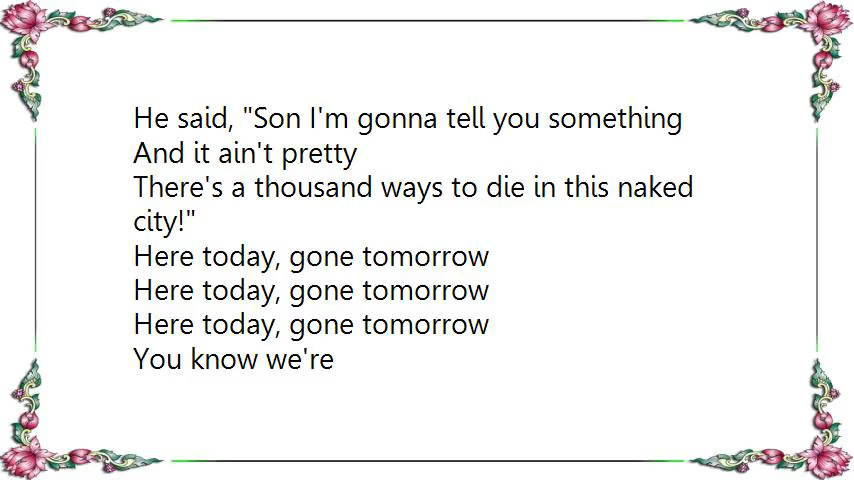 He said, "Son I'm gonna tell you something
And it ain't pretty
There's a thousand ways to die in this naked
city!"
Here today, gone tomorrow
Here today, gone tomorrow
Here today, gone tomorrow
You know we're